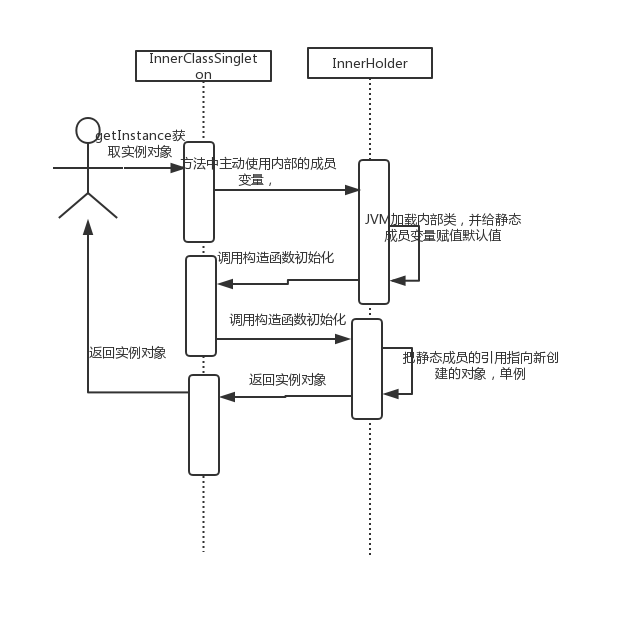 InnerClassSinglet
on
InnerHolder
getInstance获
取实例对象
方法中主动使用内部的成员
变量，
JVM加载内部类，并给静态
成员变量赋值默认值
调用构造函数初始化
调用构造函数初始化
返回实例对象
把静态成员的引用指向新创
建的对象，单例
返回实例对象